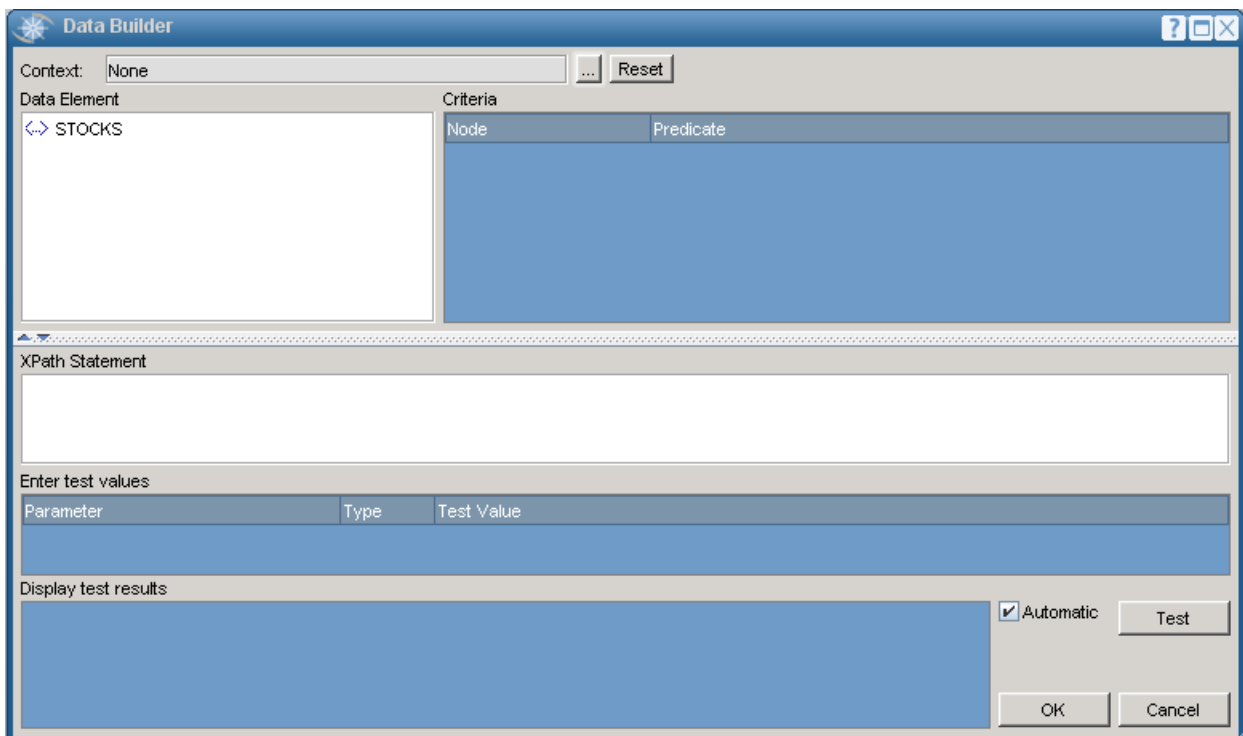 Data Builder
?
Context: None ... Reset
Data Element Criteria
<..> STOCKS Node Predicate
XPath Statement
Enter test values
Parameter Type Test Value
Display test results
Automatic Test
OK Cancel